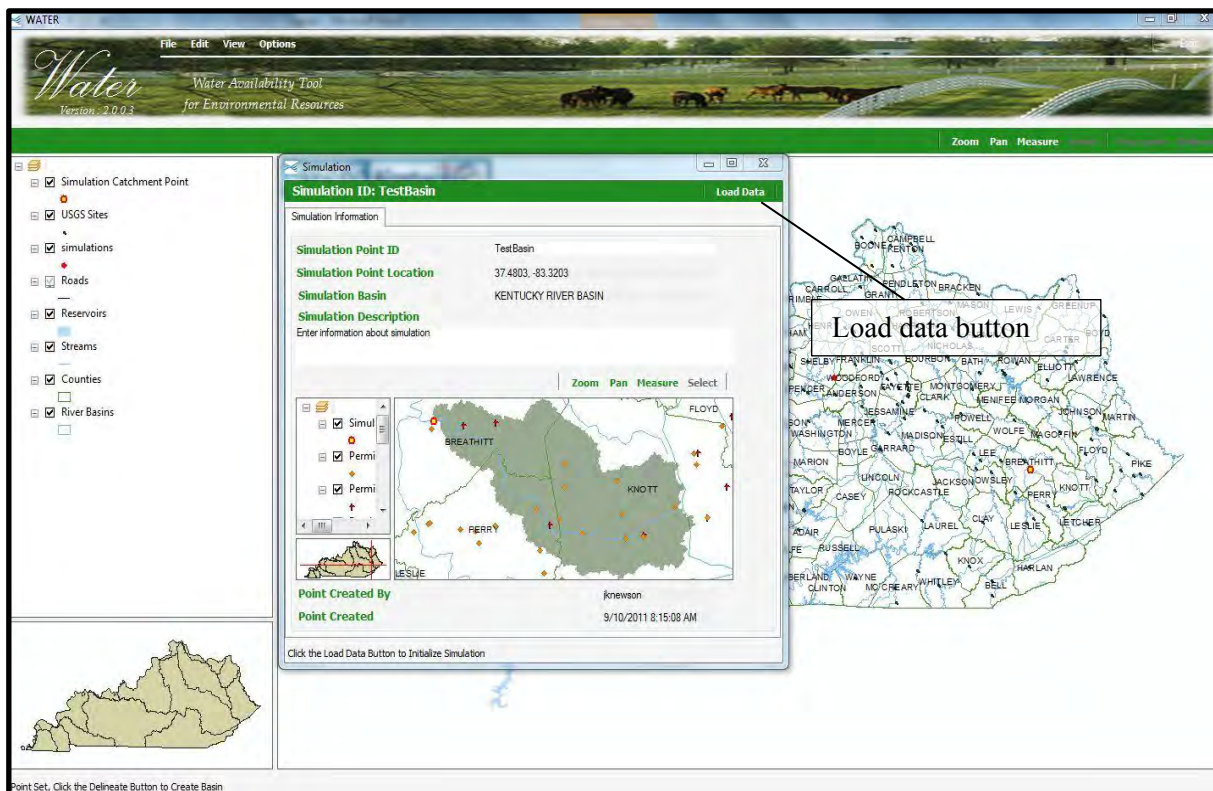 WATER
File Edit View Options
Water
Version : 2.0.0.3
Water Availability Tool
for Environmental Resources
Zoom Pan Measure
Simulation Catchment Point
USGS Sites
simulations
Roads
Reservoirs
Streams
Counties
River Basins
Simulation
Simulation ID: TestBasin
Load Data
Simulation Information
Simulation Point ID TestBasin
Simulation Point Location 37.4803, -83.3203
Simulation Basin KENTUCKY RIVER BASIN
Simulation Description
Enter information about simulation
Zoom Pan Measure Select
Simul
Permi
Permi
FLOYD
BREATHITT
KNOTT
PERRY
LESLIE
Point Created By jknewson
Point Created 9/10/2011 8:15:08 AM
Click the Load Data Button to Initialize Simulation
Load data button
CAMPBELL
BOONE KENTON
GALLATIN PENDLETON BRACKEN
CARROLL GRANT
MASON LEWIS GREENUP
OWEN ROBERTSON
CARTER
SCOTT NICHOLAS
SHELBY FRANKLIN BOURBON BATH ROWAN
ELLIOTT
WOODFORD LAWRENCE
SPENCER ANDERSON FAYETTE MONTGOMERY
CLARK MENIFEE MORGAN
JESSAMINE JOHNSON MARTIN
MERCER POWELL
WASHINGTON MADISON ESTILL WOLFE MAGOFFIN
BOYLE GARRARD LEE FLOYD
MARION BREATHITT PIKE
LINCOLN JACKSON OWSLEY KNOTT
TAYLOR CASEY ROCKCASTLE PERRY
ADAIR PULASKI LAUREL CLAY LESLIE LETCHER
RUSSELL KNOX
HARLAN
WAYNE WHITLEY BELL
CLINTON MC CREARY
Point Set, Click the Delineate Button to Create Basin